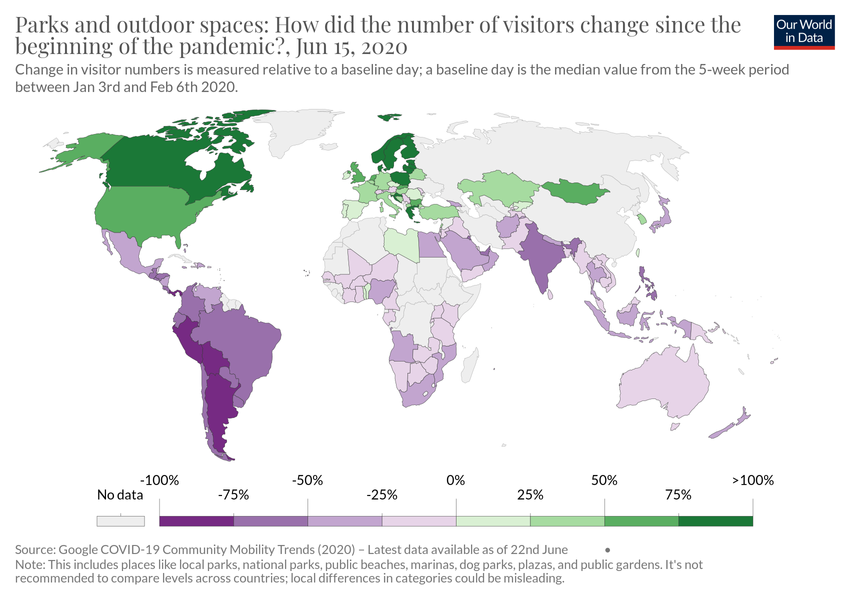 Parks and outdoor spaces: How did the number of visitors change since the
beginning of the pandemic?, Jun 15, 2020
Our World
in Data
Change in visitor numbers is measured relative to a baseline day; a baseline day is the median value from the 5-week period
between Jan 3rd and Feb 6th 2020.
-100% -50% 0% 50% >100%
No data -75% -25% 25% 75%
Source: Google COVID-19 Community Mobility Trends (2020) – Latest data available as of 22nd June •
Note: This includes places like local parks, national parks, public beaches, marinas, dog parks, plazas, and public gardens. It's not
recommended to compare levels across countries; local differences in categories could be misleading.